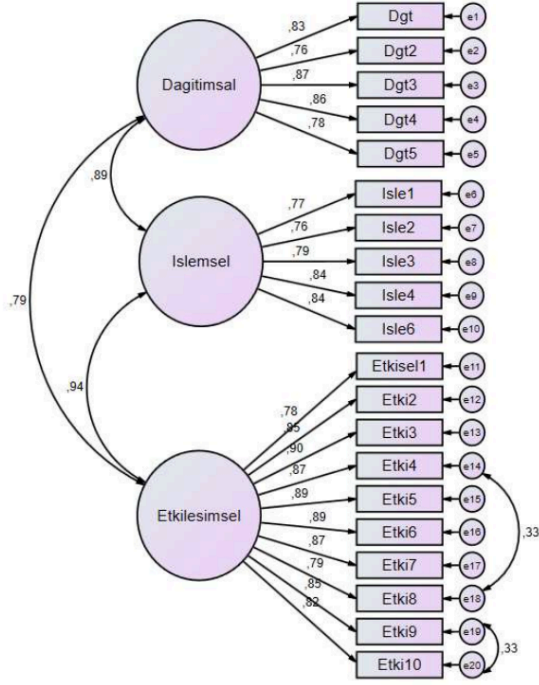 ,83
Dgt
e1
,76
Dgt2
e2
Dagitimsal
,87
Dgt3
e3
,86
Dgt4
e4
,78
Dgt5
e5
,89
,77
Isle1
e6
,76
Isle2
e7
Islemsel
,79
Isle3
e8
,84
Isle4
e9
,84
Isle6
e10
,79
,94
Etkisel1
e11
,78
Etki2
e12
,85
Etki3
e13
,90
Etki4
e14
,87
Etki5
e15
,89
Etkilesimsel
,89
Etki6
e16
,33
,87
Etki7
e17
,79
Etki8
e18
,85
Etki9
e19
,82
,33
Etki10
e20